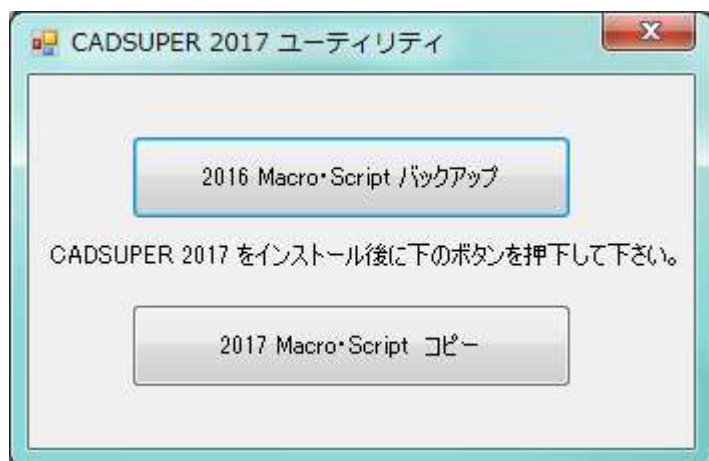 CADSUPER 2017 ユーティリティ
2016 Macro・Script バックアップ
CADSUPER 2017 をインストール後に下のボタンを押下して下さい。
2017 Macro・Script コピー